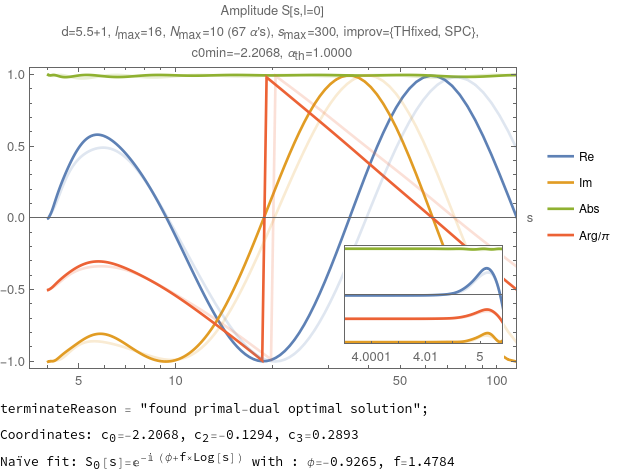 Amplitude S[s,l=0]
d=5.5+1, lmax=16, Nmax=10 (67 α's), smax=300, improv={THfixed, SPC},
c0min=−2.2068, αth=1.0000
1.0
0.5
0.0
−0.5
−1.0
5
10
50
100
s
4.0001
4.01
5
Re
Im
Abs
Arg/π
terminateReason = "found primal-dual optimal solution";
Coordinates: c0=-2.2068, c2=-0.1294, c3=0.2893
Naïve fit: S0[s]=e^-i (ϕ+f×Log[s]) with : ϕ=-0.9265, f=1.4784